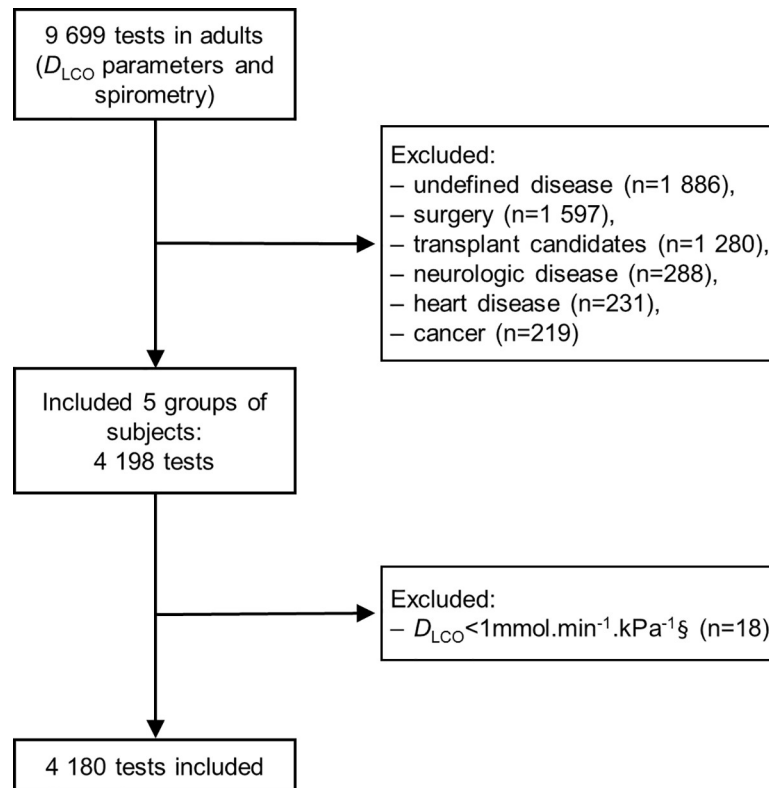 9 699 tests in adults
(D_LCO parameters and
spirometry)
Excluded:
– undefined disease (n=1 886),
– surgery (n=1 597),
– transplant candidates (n=1 280),
– neurologic disease (n=288),
– heart disease (n=231),
– cancer (n=219)
Included 5 groups of
subjects:
4 198 tests
Excluded:
– D_LCO<1mmol.min⁻¹.kPa⁻¹§ (n=18)
4 180 tests included